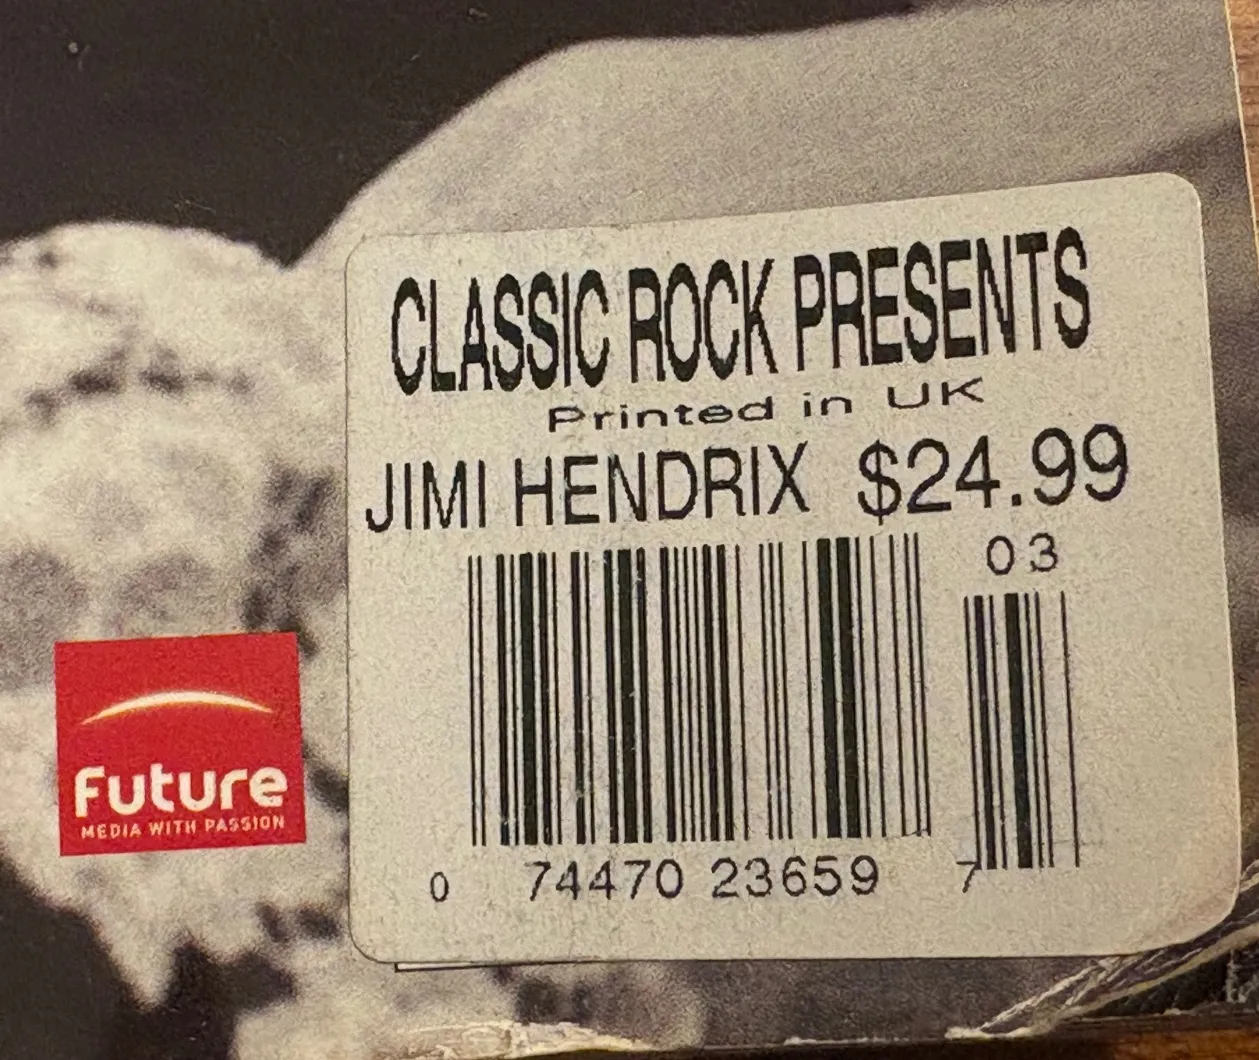 CLASSIC ROCK PRESENTS
Printed in UK
JIMI HENDRIX $24.99
03
0 74470 23659 7
Future
MEDIA WITH PASSION